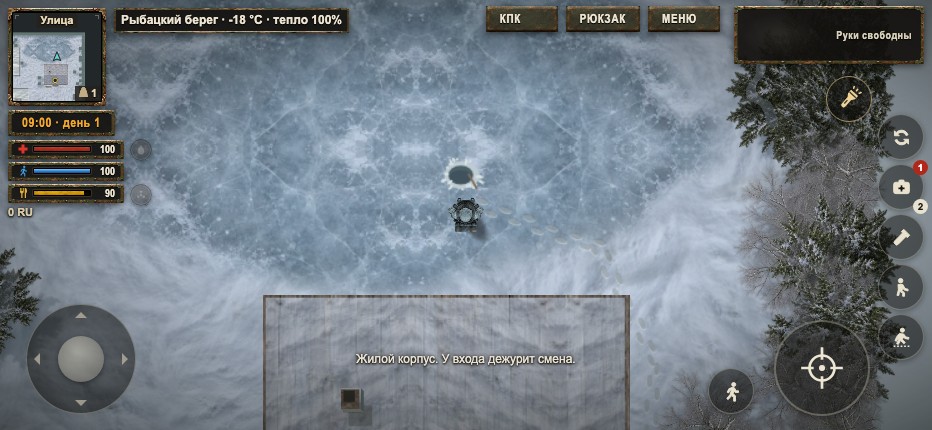 Улица
Рыбацкий берег · -18 °C · тепло 100%
КПК
РЮКЗАК
МЕНЮ
Руки свободны
1
09:00 · день 1
100
100
90
0 RU
1
2
Жилой корпус. У входа дежурит смена.